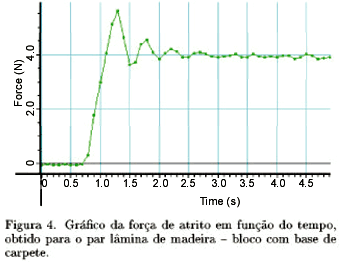 Force (N)
4.0
2.0
0
0 0.5 1.0 1.5 2.0 2.5 3.0 3.5 4.0 4.5
Time (s)
Figura 4. Gráfico da força de atrito em função do tempo,
obtido para o par lâmina de madeira – bloco com base de
carpete.